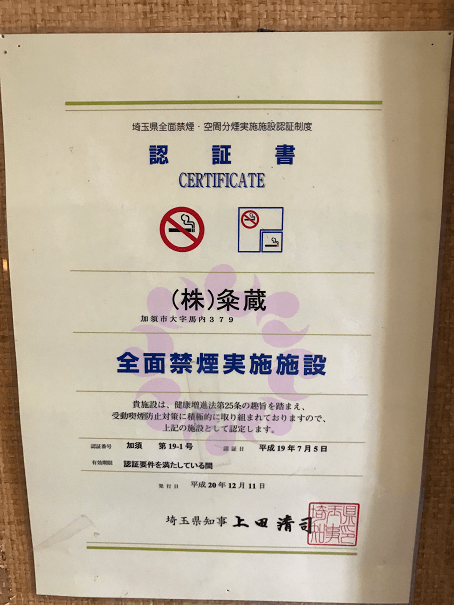 埼玉県全面禁煙・空間分煙実施施設認証制度
認証書
CERTIFICATE
(株)粂蔵
加須市大字馬内379
全面禁煙実施施設
貴施設は、健康増進法第25条の趣旨を踏まえ、
受動喫煙防止対策に積極的に取り組まれておりますので、
上記の施設として認定します。
認証番号 加須 第19-1号 認証日 平成19年7月5日
有効期限 認証要件を満たしている間
発行日 平成20年12月11日
埼玉県知事 上田清司